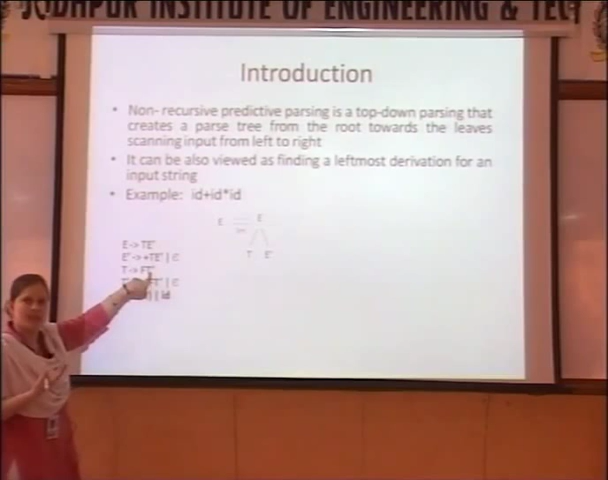 JODHPUR INSTITUTE OF ENGINEERING & TECH
Introduction
• Non- recursive predictive parsing is a top-down parsing that
creates a parse tree from the root towards the leaves
scanning input from left to right
• It can be also viewed as finding a leftmost derivation for an
input string
• Example: id+id*id
E E
T E'
E -> TE'
E' -> +TE' | ϵ
T -> FT'
FT' | ϵ
) | id